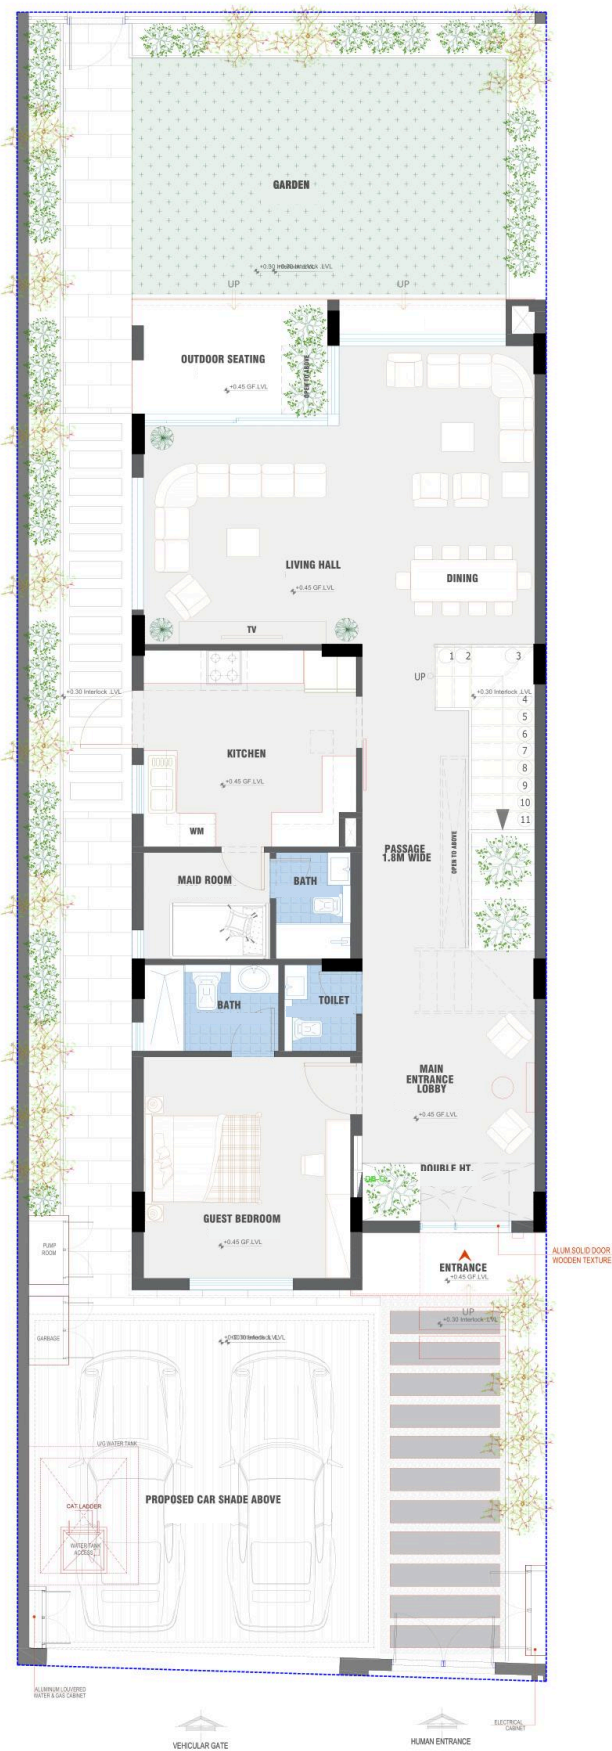 GARDEN
UP
UP
OUTDOOR SEATING
+0.45 GF.LVL
OPEN TO ABOVE
LIVING HALL
+0.45 GF.LVL
DINING
TV
1 2 3
UP
+0.30 Interlock .LVL
+0.30 Interlock .LVL
4
5
6
7
8
9
10
11
KITCHEN
+0.45 GF.LVL
WM
PASSAGE
1.8M WIDE
OPEN TO ABOVE
MAID ROOM
BATH
BATH
TOILET
MAIN
ENTRANCE
LOBBY
+0.45 GF.LVL
DOUBLE HT.
GUEST BEDROOM
+0.45 GF.LVL
PUMP
ROOM
ENTRANCE
+0.45 GF.LVL
ALUM.SOLID DOOR
WOODEN TEXTURE
UP
+0.30 Interlock .LVL
GARBAGE
U/G WATER TANK
CAT LADDER
PROPOSED CAR SHADE ABOVE
WATER TANK
ACCESS
ALUMINUM LOUVERED
WATER & GAS CABINET
VEHICULAR GATE
HUMAN ENTRANCE
ELECTRICAL
CABINET